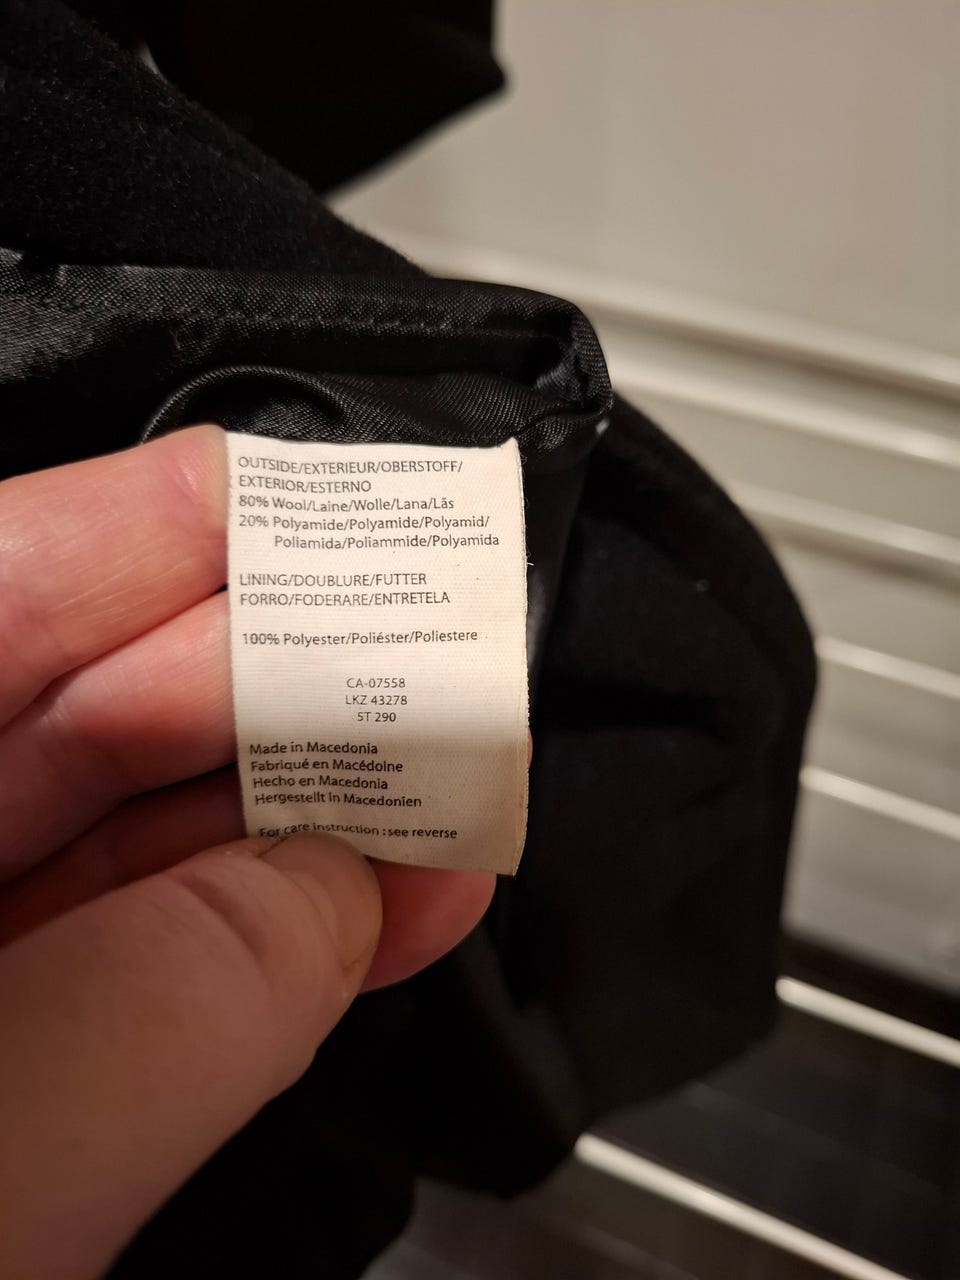 OUTSIDE/EXTERIEUR/OBERSTOFF/
EXTERIOR/ESTERNO
80% Wool/Laine/Wolle/Lana/Lãs
20% Polyamide/Polyamide/Polyamid/
Poliamida/Poliammide/Polyamida
LINING/DOUBLURE/FUTTER
FORRO/FODERARE/ENTRETELA
100% Polyester/Poliéster/Poliestere
CA-07558
LKZ 43278
ST 290
Made in Macedonia
Fabriqué en Macédoine
Hecho en Macedonia
Hergestellt in Macedonien
For care instruction : see reverse